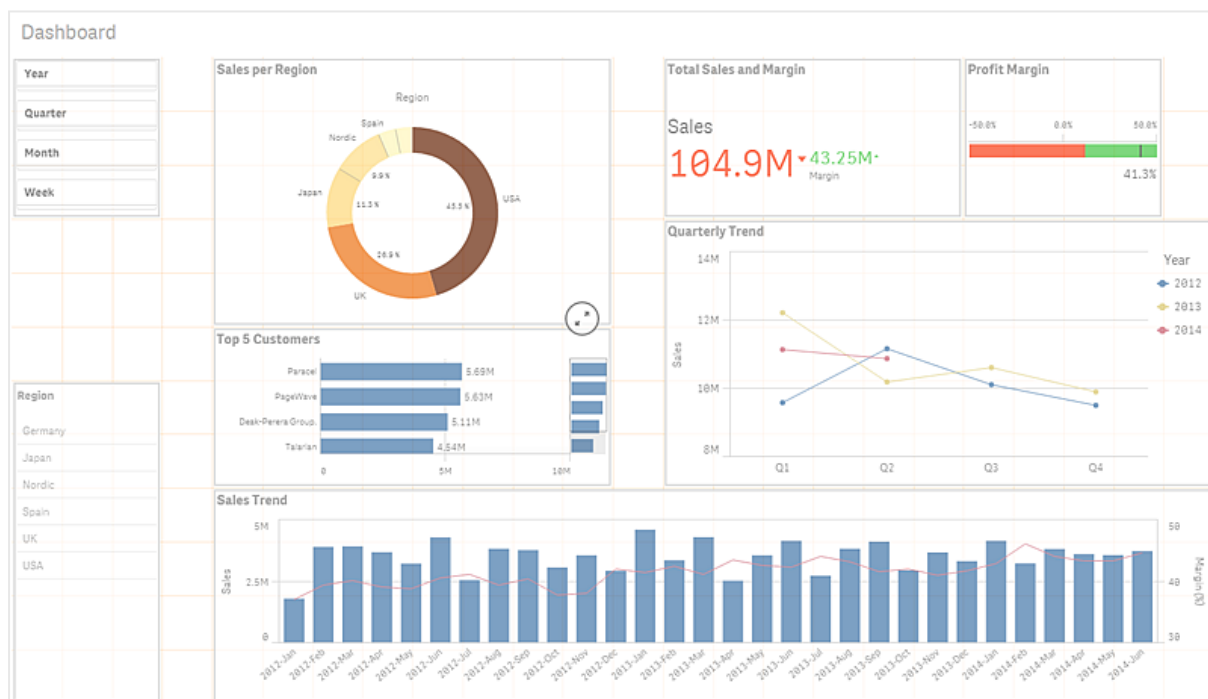 Dashboard
Year
Quarter
Month
Week
Region
Germany
Japan
Nordic
Spain
UK
USA
Sales per Region
Region
Spain
Nordic
Japan
UK
USA
9.9%
11.3%
26.9%
45.5%
Top 5 Customers
Paracel
5.69M
PageWave
5.63M
Desk-Perera Group.
5.11M
Talarian
4.54M
0 5M 10M
Total Sales and Margin
Sales
104.9M 43.25M
Margin
Profit Margin
-50.0% 0.0% 50.0%
41.3%
Quarterly Trend
14M
12M
10M
8M
Sales
Q1 Q2 Q3 Q4
Year
2012
2013
2014
Sales Trend
5M
2.5M
0
Sales
50
40
30
Margin (%)
2012-Jan 2012-Feb 2012-Mar 2012-Apr 2012-May 2012-Jun 2012-Jul 2012-Aug 2012-Sep 2012-Oct 2012-Nov 2012-Dec 2013-Jan 2013-Feb 2013-Mar 2013-Apr 2013-May 2013-Jun 2013-Jul 2013-Aug 2013-Sep 2013-Oct 2013-Nov 2013-Dec 2014-Jan 2014-Feb 2014-Mar 2014-Apr 2014-May 2014-Jun